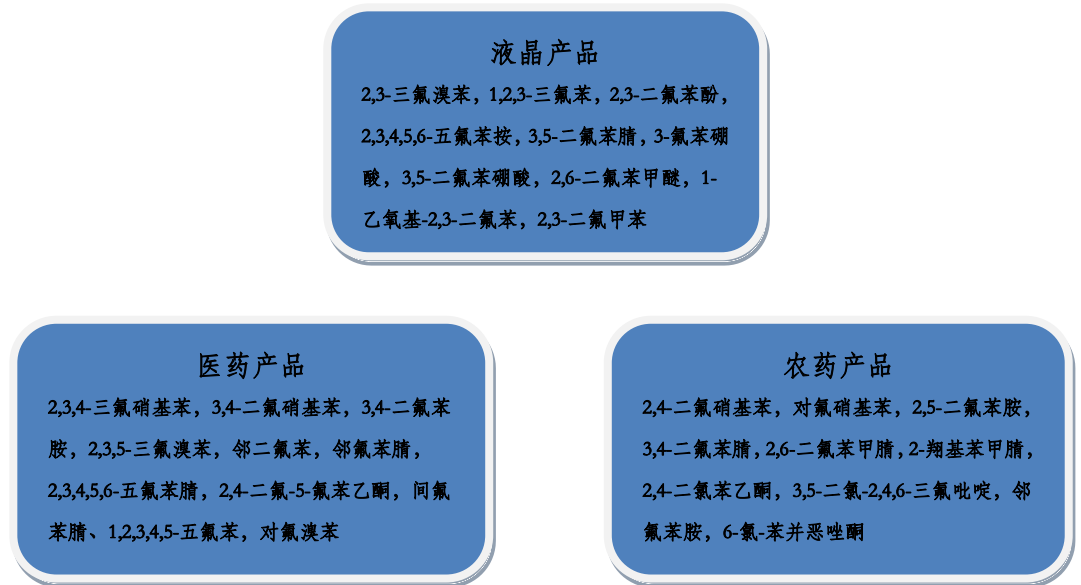 液晶产品
2,3-三氟溴苯，1,2,3-三氟苯，2,3-二氟苯酚，
2,3,4,5,6-五氟苯按，3,5-二氟苯腈，3-氟苯硼
酸，3,5-二氟苯硼酸，2,6-二氟苯甲醚，1-
乙氧基-2,3-二氟苯，2,3-二氟甲苯
医药产品
2,3,4-三氟硝基苯，3,4-二氟硝基苯，3,4-二氟苯
胺，2,3,5-三氟溴苯，邻二氟苯，邻氟苯腈，
2,3,4,5,6-五氟苯腈，2,4-二氟-5-氟苯乙酮，间氟
苯腈、1,2,3,4,5-五氟苯，对氟溴苯
农药产品
2,4-二氟硝基苯，对氟硝基苯，2,5-二氟苯胺，
3,4-二氟苯腈，2,6-二氟苯甲腈，2-翔基苯甲腈，
2,4-二氯苯乙酮，3,5-二氯-2,4,6-三氟吡啶，邻
氟苯胺，6-氯-苯并恶唑酮